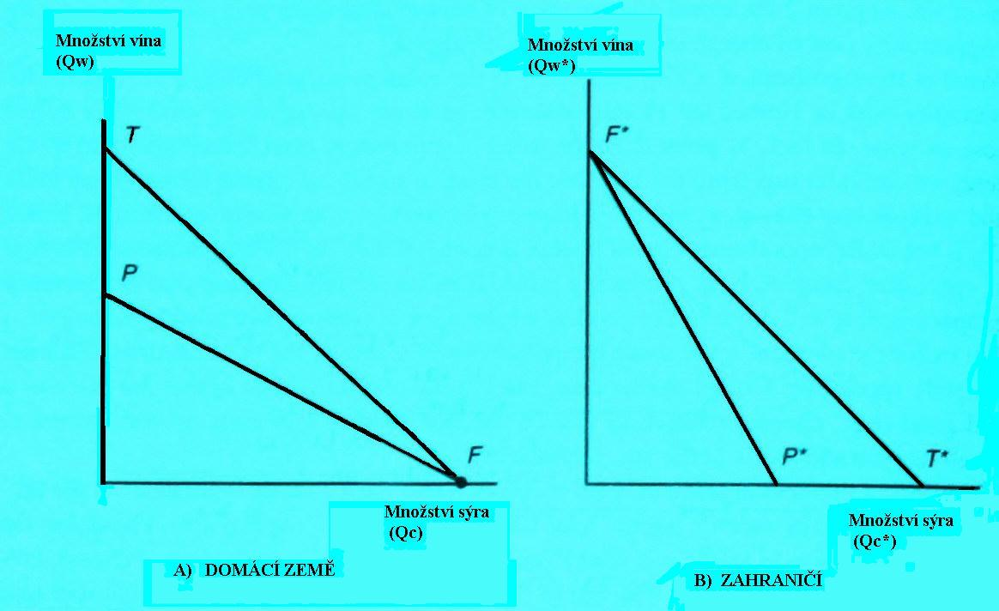 Množství vína
(Qw)
T
P
F
Množství sýra
(Qc)
A) DOMÁCÍ ZEMĚ
Množství vína
(Qw*)
F*
P*
T*
Množství sýra
(Qc*)
B) ZAHRANIČÍ